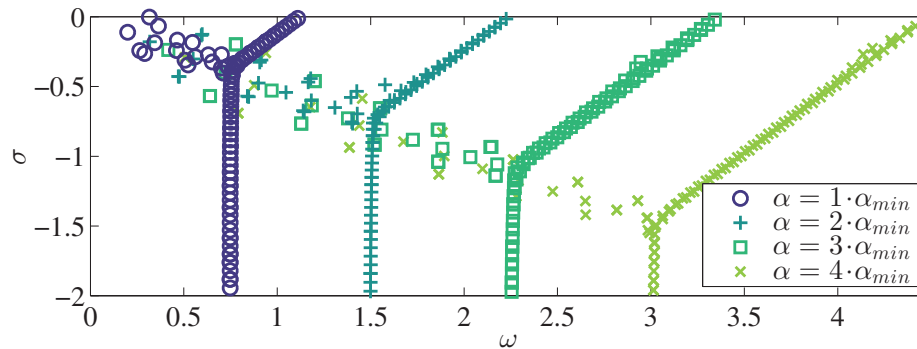 0
−0.5
−1
−1.5
−2
σ
0 0.5 1 1.5 2 2.5 3 3.5 4
ω
α = 1·α_min
α = 2·α_min
α = 3·α_min
α = 4·α_min